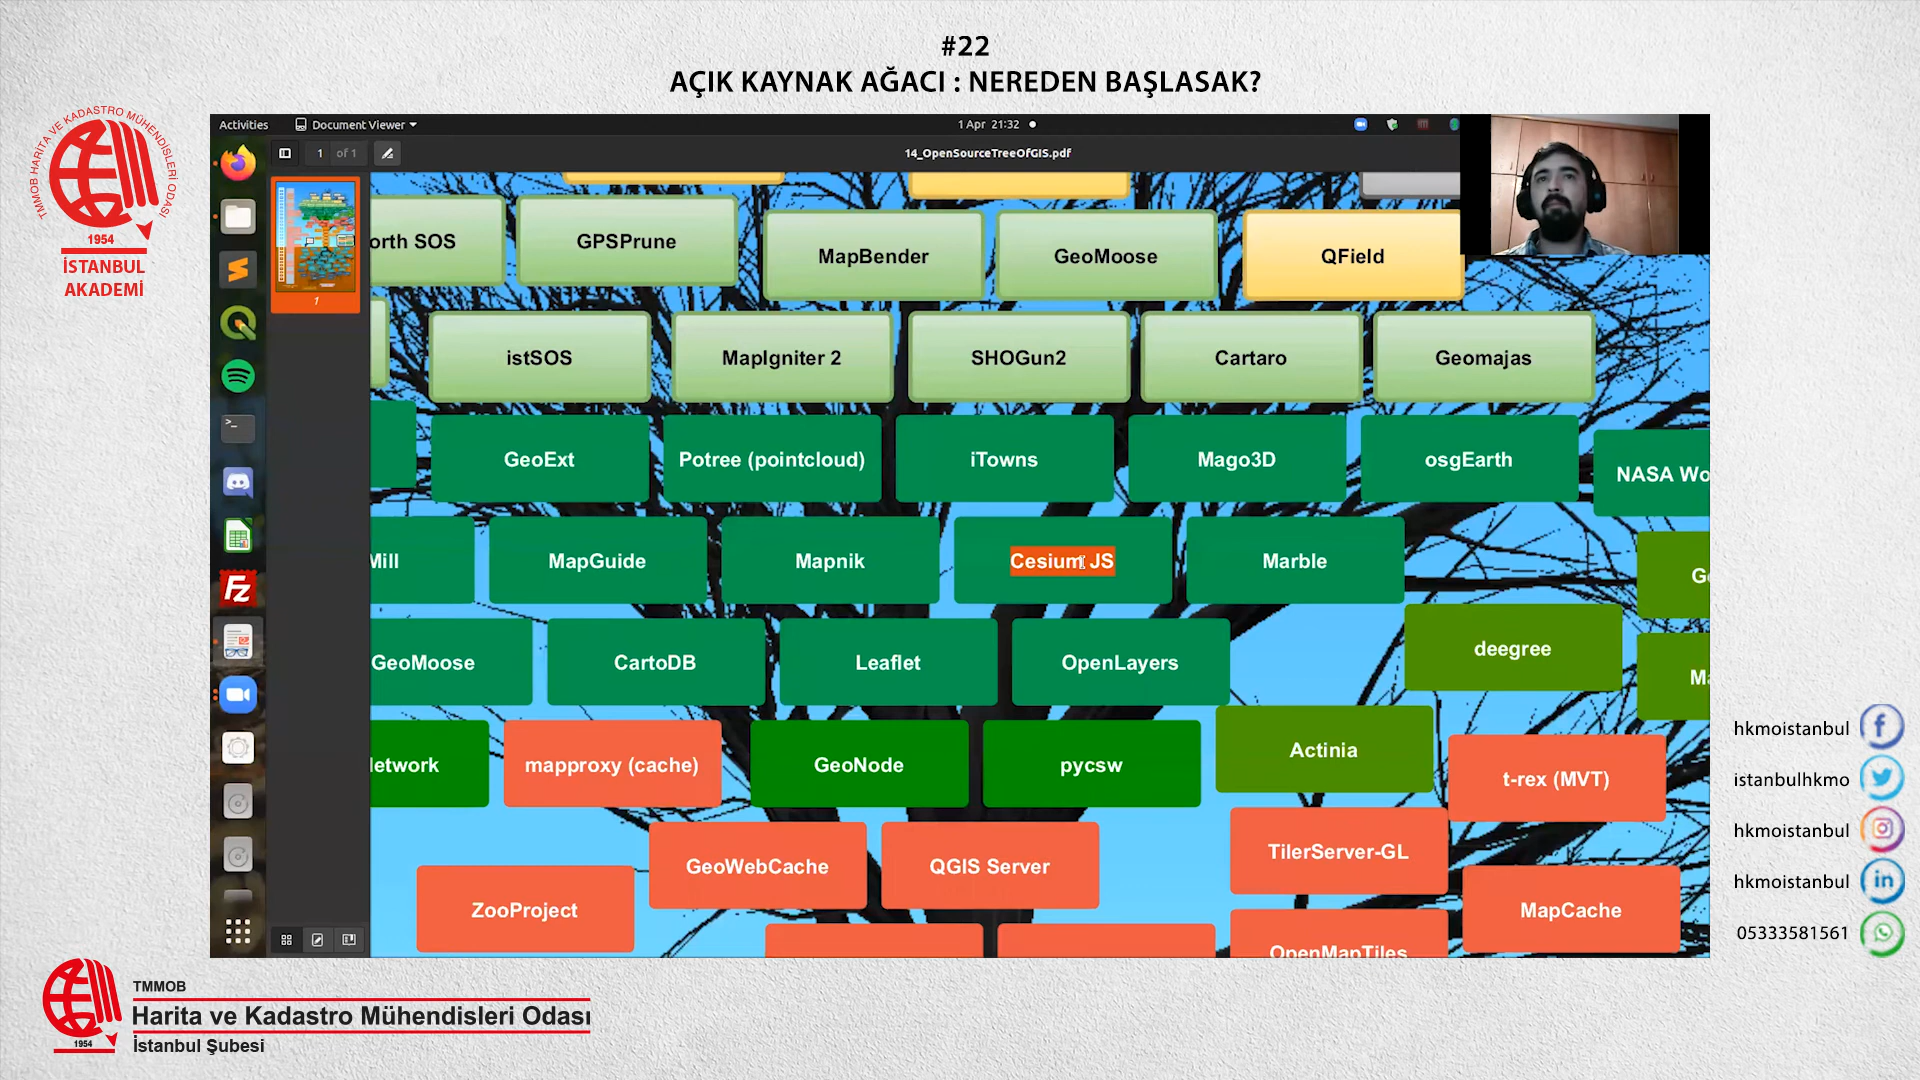 #22
AÇIK KAYNAK AĞACI : NEREDEN BAŞLASAK?
TMMOB HARİTA VE KADASTRO MÜHENDİSLERİ ODASI
1954
İSTANBUL
AKADEMİ
Activities
Document Viewer
1 Apr 21:32
1 of 1
14_OpenSourceTreeOfGIS.pdf
1
orth SOS
GPSPrune
MapBender
GeoMoose
QField
istSOS
MapIgniter 2
SHOGun2
Cartaro
Geomajas
GeoExt
Potree (pointcloud)
iTowns
Mago3D
osgEarth
NASA Wo
Mill
MapGuide
Mapnik
Cesium JS
Marble
Ge
GeoMoose
CartoDB
Leaflet
OpenLayers
deegree
Ma
etwork
mapproxy (cache)
GeoNode
pycsw
Actinia
t-rex (MVT)
GeoWebCache
QGIS Server
TilerServer-GL
ZooProject
MapCache
OpenMapTiles
hkmoistanbul
istanbulhkmo
hkmoistanbul
hkmoistanbul
05333581561
TMMOB
Harita ve Kadastro Mühendisleri Odası
İstanbul Şubesi
1954